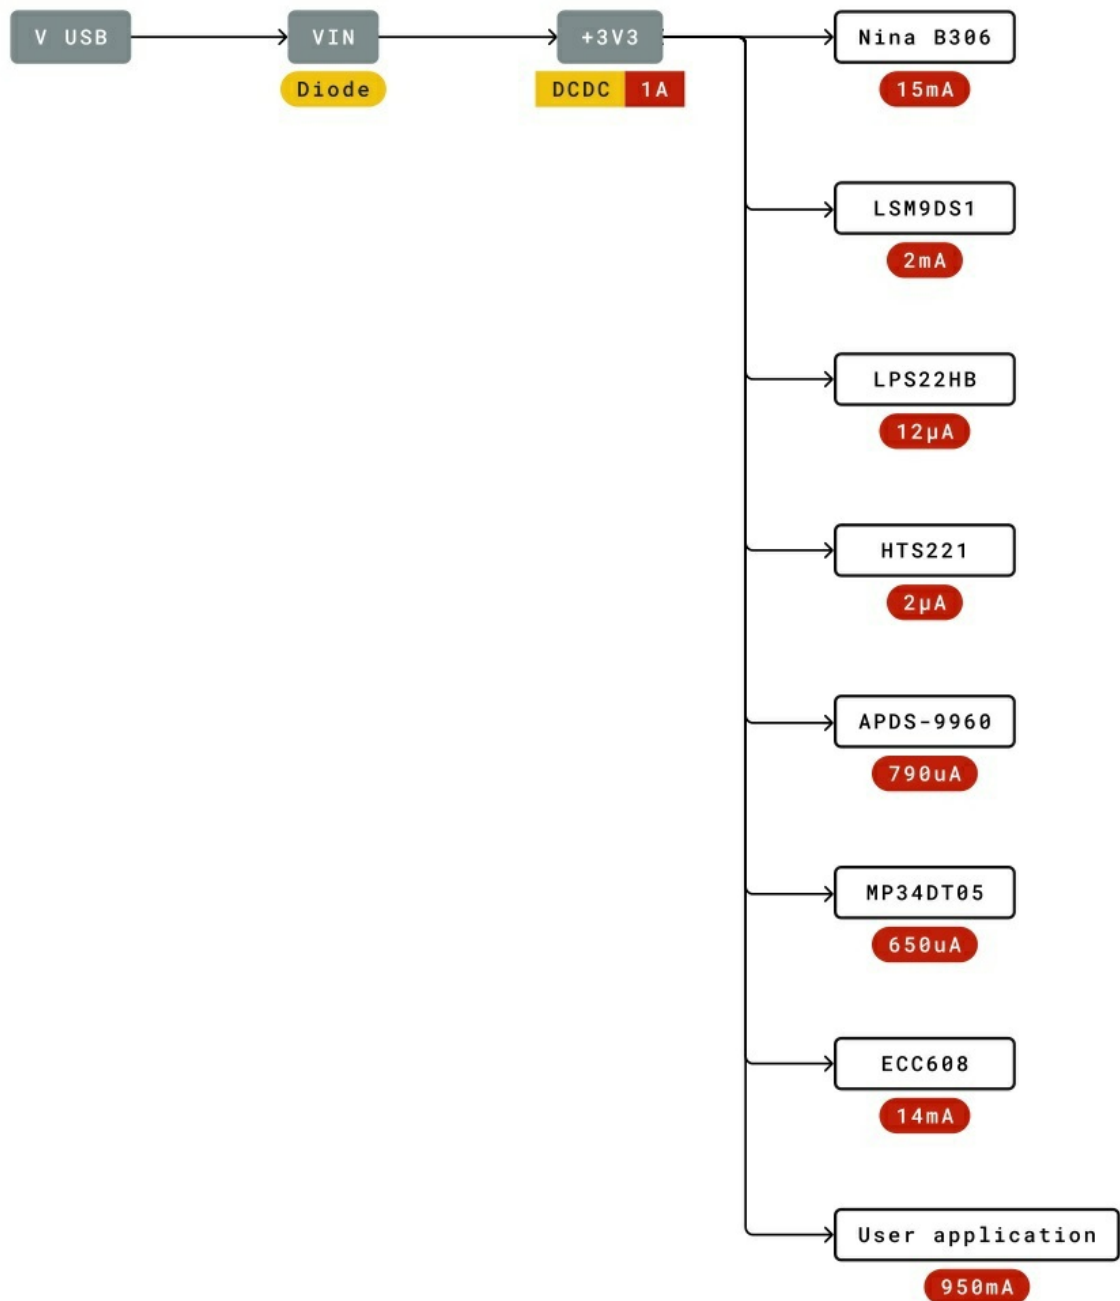 V USB
VIN
+3V3
Nina B306
Diode
DCDC
1A
15mA
LSM9DS1
2mA
LPS22HB
12µA
HTS221
2µA
APDS-9960
790uA
MP34DT05
650uA
ECC608
14mA
User application
950mA